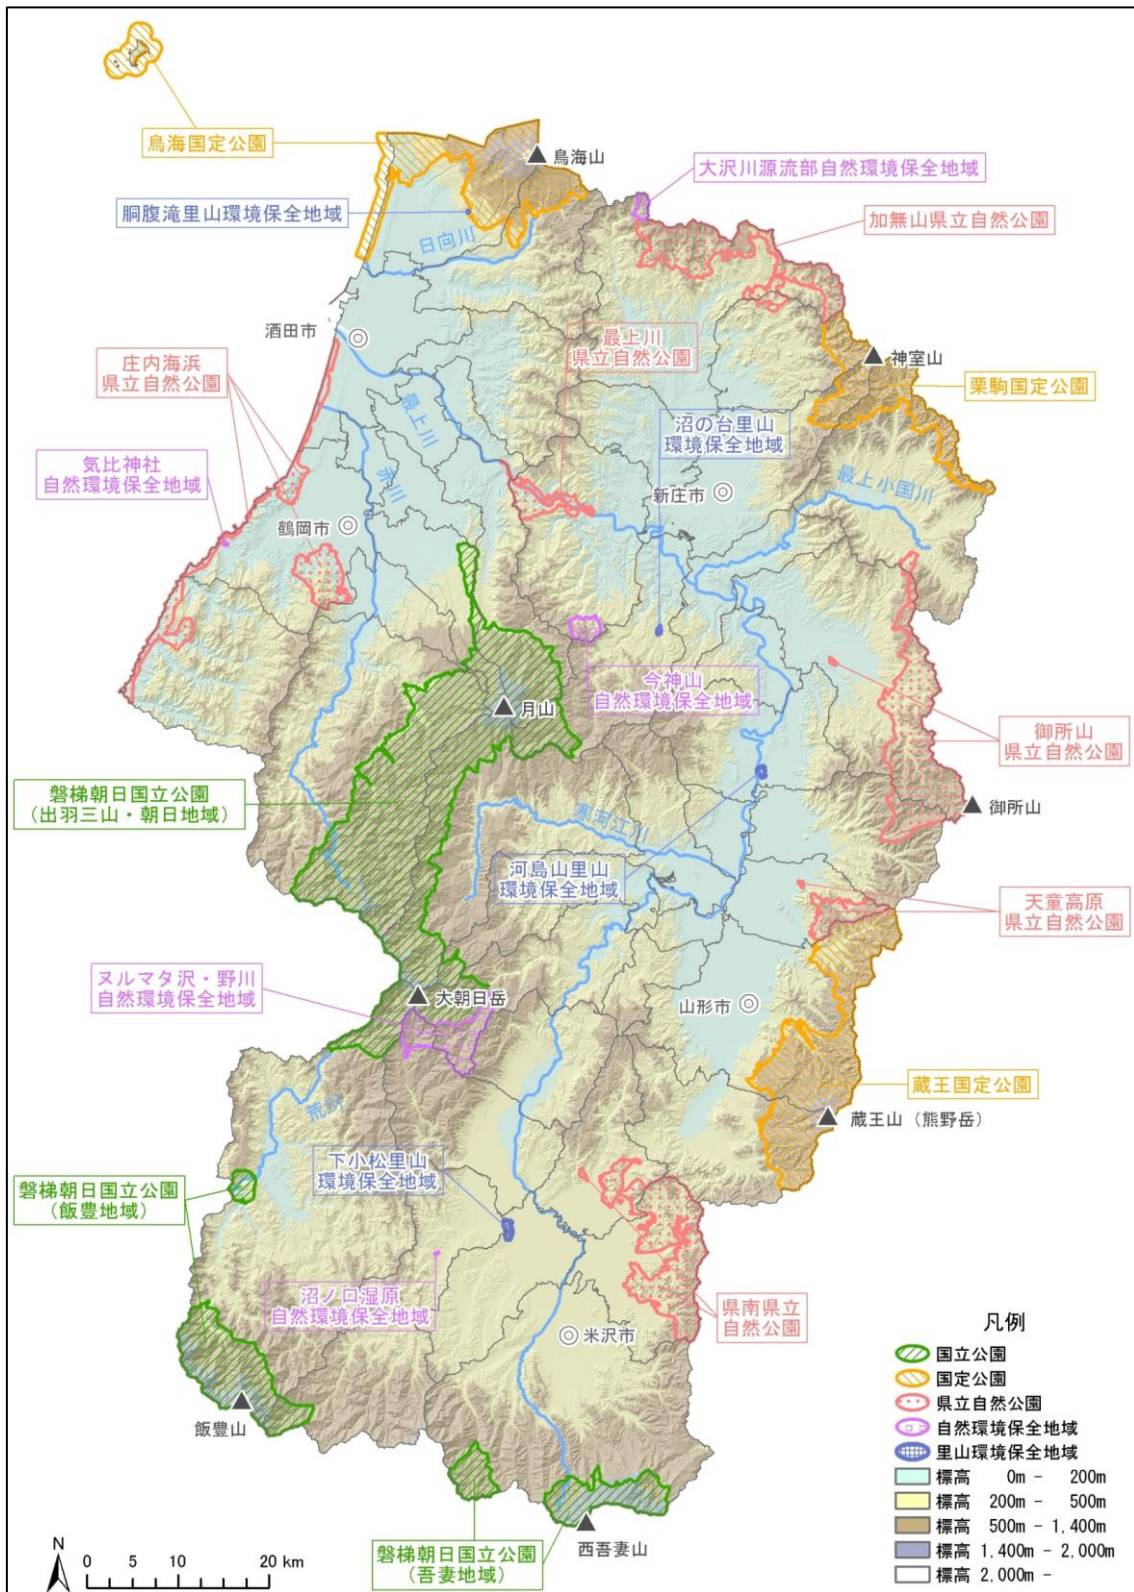 鳥海国定公園
鳥海山
大沢川源流部自然環境保全地域
胴腹滝里山環境保全地域
加無山県立自然公園
日向川
酒田市
最上川
県立自然公園
神室山
庄内海浜
県立自然公園
栗駒国定公園
最上川
沼の台里山
環境保全地域
気比神社
自然環境保全地域
赤川
新庄市
最上小国川
鶴岡市
今神山
自然環境保全地域
月山
御所山
県立自然公園
磐梯朝日国立公園
(出羽三山・朝日地域)
御所山
寒河江川
河島山里山
環境保全地域
天童高原
県立自然公園
ヌルマタ沢・野川
自然環境保全地域
大朝日岳
山形市
蔵王国定公園
荒川
蔵王山(熊野岳)
下小松里山
環境保全地域
磐梯朝日国立公園
(飯豊地域)
沼ノ口湿原
自然環境保全地域
県南県立
自然公園
米沢市
飯豊山
西吾妻山
磐梯朝日国立公園
(吾妻地域)
凡例
国立公園
国定公園
県立自然公園
自然環境保全地域
里山環境保全地域
標高 0m - 200m
標高 200m - 500m
標高 500m - 1,400m
標高 1,400m - 2,000m
標高 2,000m -
N
0 5 10 20 km